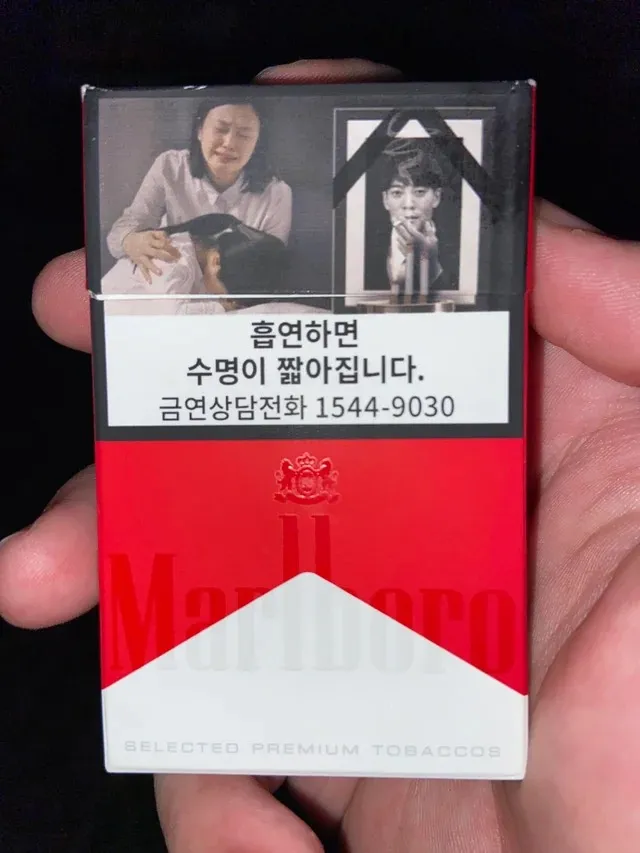 흡연하면
수명이 짧아집니다.
금연상담전화 1544-9030
Marlboro
SELECTED PREMIUM TOBACCOS